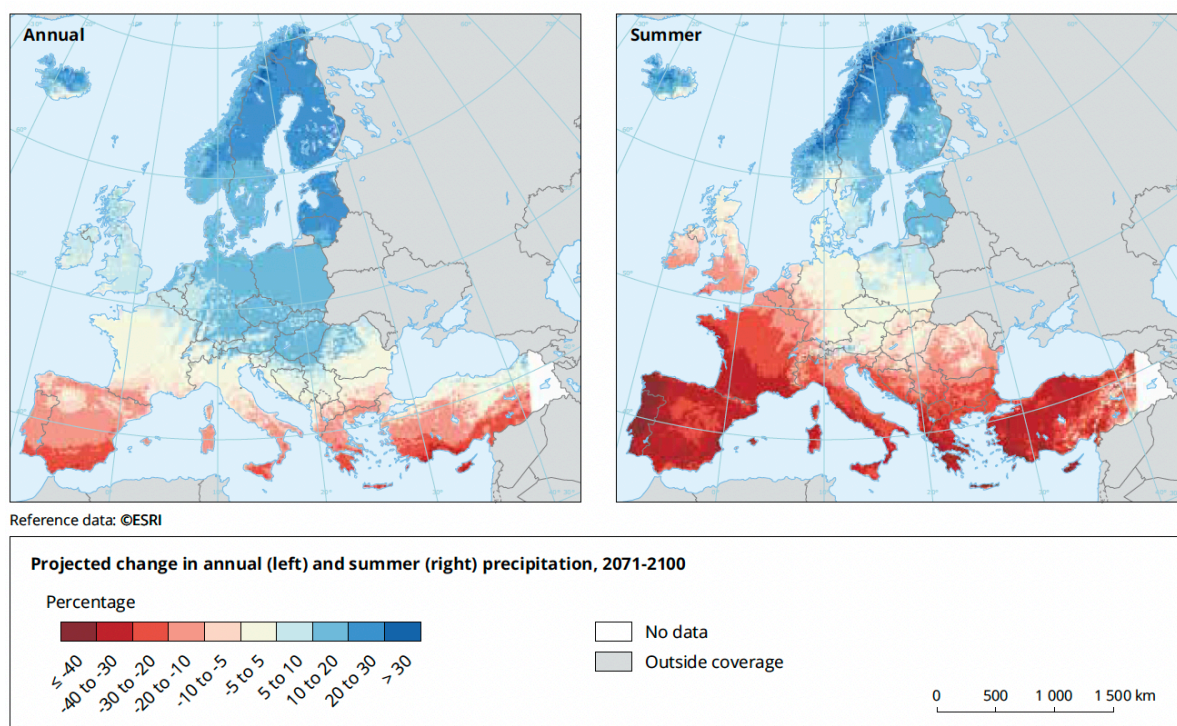 Annual
Summer
Reference data: ©ESRI
Projected change in annual (left) and summer (right) precipitation, 2071-2100
Percentage
≤ -40
-40 to -30
-30 to -20
-20 to -10
-10 to -5
-5 to 5
5 to 10
10 to 20
20 to 30
> 30
No data
Outside coverage
0 500 1 000 1 500 km